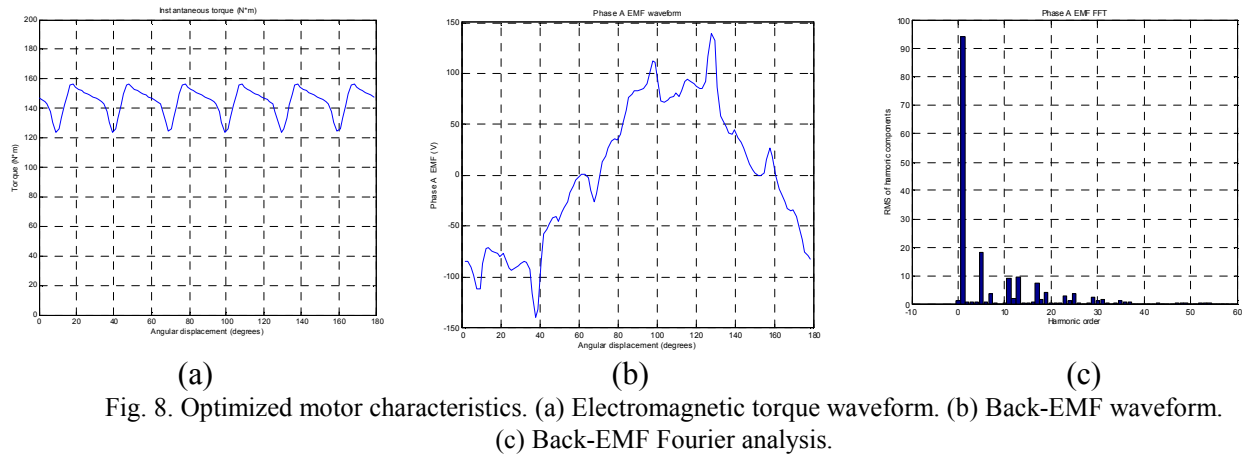 Instantaneous torque (N*m)
200
180
160
140
120
100
80
60
40
20
0
Torque (N*m)
0 20 40 60 80 100 120 140 160 180
Angular displacement (degrees)
(a)
Phase A EMF waveform
150
100
50
0
-50
-100
-150
Phase A EMF (V)
0 20 40 60 80 100 120 140 160 180
Angular displacement (degrees)
(b)
Phase A EMF FFT
100
90
80
70
60
50
40
30
20
10
0
RMS of harmonic components
-10 0 10 20 30 40 50 60
Harmonic order
(c)
Fig. 8. Optimized motor characteristics. (a) Electromagnetic torque waveform. (b) Back-EMF waveform.
(c) Back-EMF Fourier analysis.